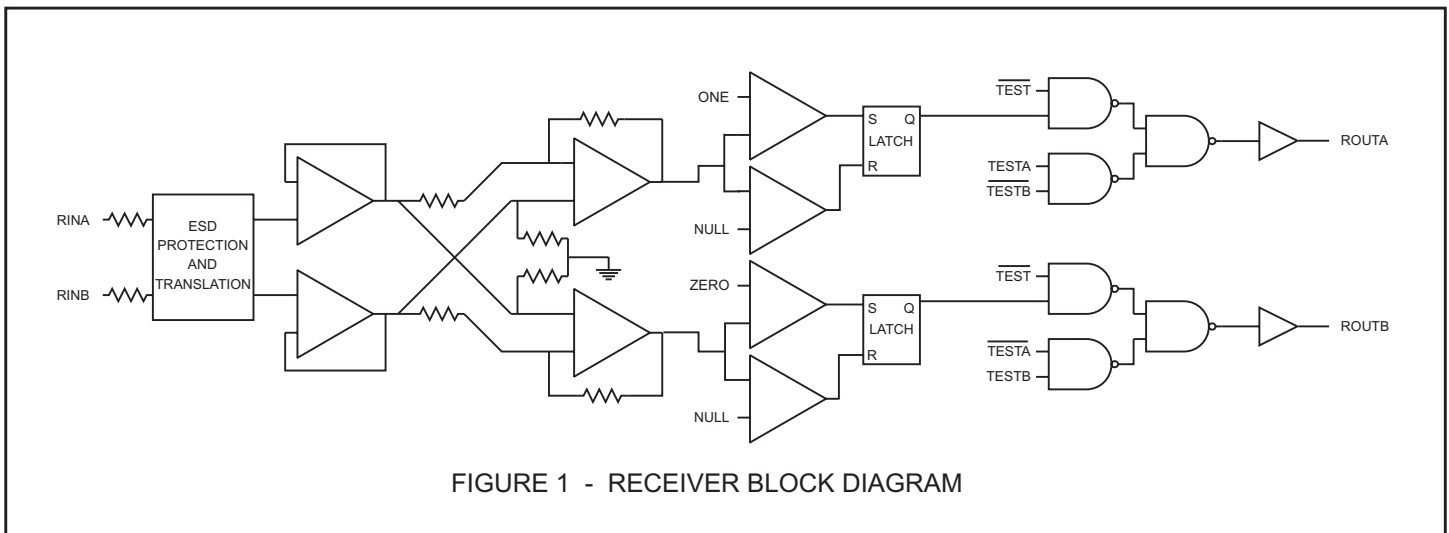 ONE
TEST
S Q
LATCH
R
TESTA
TESTB
ROUTA
NULL
RINA
RINB
ESD
PROTECTION
AND
TRANSLATION
ZERO
TEST
S Q
LATCH
R
TESTA
TESTB
ROUTB
NULL
FIGURE 1 - RECEIVER BLOCK DIAGRAM